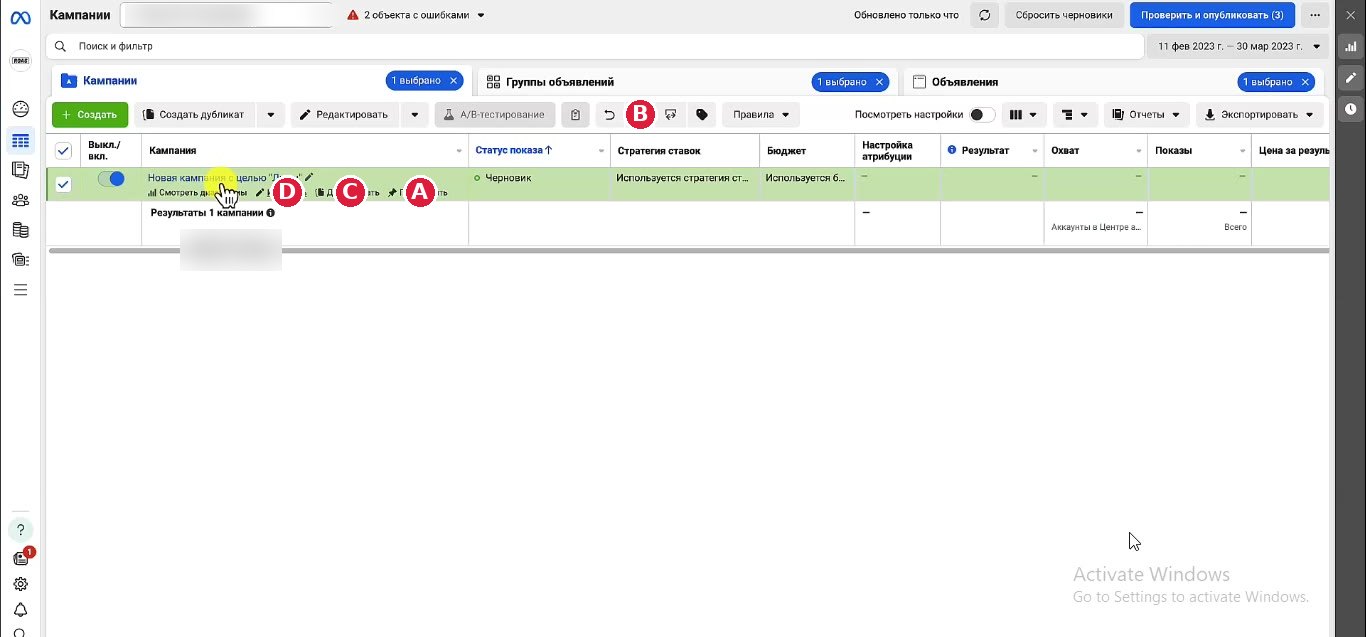 Кампании
2 объекта с ошибками
Обновлено только что
Сбросить черновики
Проверить и опубликовать (3)
Поиск и фильтр
11 фев 2023 г. — 30 мар 2023 г.
Кампании
1 выбрано
Группы объявлений
1 выбрано
Объявления
1 выбрано
+ Создать
Создать дубликат
Редактировать
A/B-тестирование
B
Правила
Посмотреть настройки
Отчеты
Экспортировать
Выкл./
вкл.
Кампания
Статус показа
Стратегия ставок
Бюджет
Настройка
атрибуции
Результат
Охват
Показы
Цена за резуль
Новая кампания с целью
Черновик
Используется стратегия ст...
Используется б...
—
—
—
—
Смотреть
D
C
A
Результаты 1 кампании
—
—
—
Аккаунты в Центре а...
Всего
?
1
Activate Windows
Go to Settings to activate Windows.